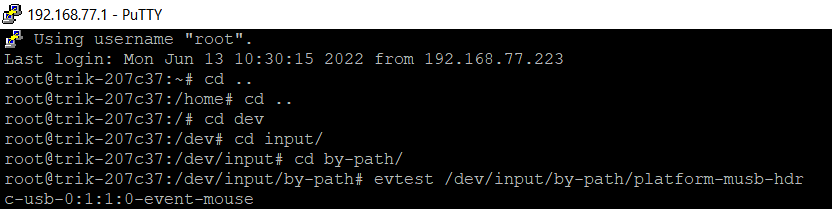 192.168.77.1 - PuTTY
Using username "root".
Last login: Mon Jun 13 10:30:15 2022 from 192.168.77.223
root@trik-207c37:~# cd ..
root@trik-207c37:/home# cd ..
root@trik-207c37:/# cd dev
root@trik-207c37:/dev# cd input/
root@trik-207c37:/dev/input# cd by-path/
root@trik-207c37:/dev/input/by-path# evtest /dev/input/by-path/platform-musb-hdr
c-usb-0:1:1:0-event-mouse